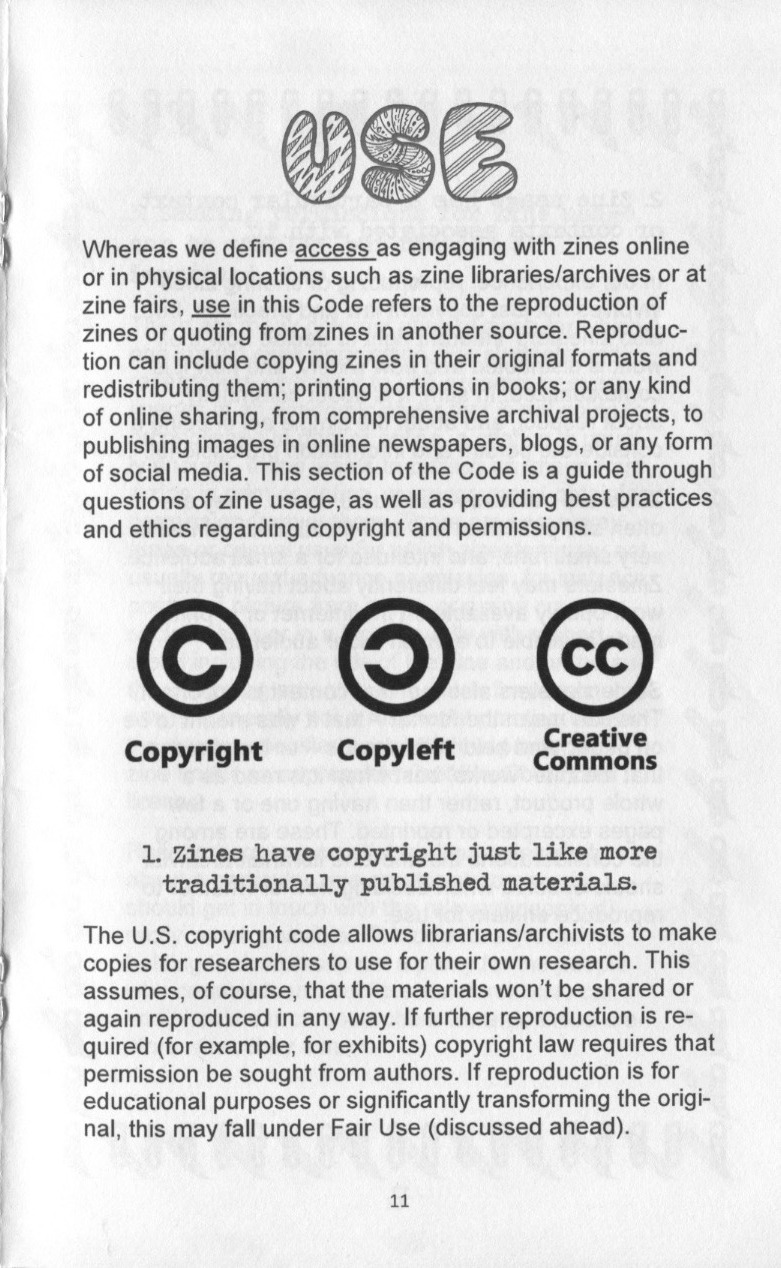 USE
Whereas we define access as engaging with zines online
or in physical locations such as zine libraries/archives or at
zine fairs, use in this Code refers to the reproduction of
zines or quoting from zines in another source. Reproduc-
tion can include copying zines in their original formats and
redistributing them; printing portions in books; or any kind
of online sharing, from comprehensive archival projects, to
publishing images in online newspapers, blogs, or any form
of social media. This section of the Code is a guide through
questions of zine usage, as well as providing best practices
and ethics regarding copyright and permissions.
Copyright
Copyleft
cc
Creative
Commons
1. Zines have copyright just like more
traditionally published materials.
The U.S. copyright code allows librarians/archivists to make
copies for researchers to use for their own research. This
assumes, of course, that the materials won't be shared or
again reproduced in any way. If further reproduction is re-
quired (for example, for exhibits) copyright law requires that
permission be sought from authors. If reproduction is for
educational purposes or significantly transforming the origi-
nal, this may fall under Fair Use (discussed ahead).
11